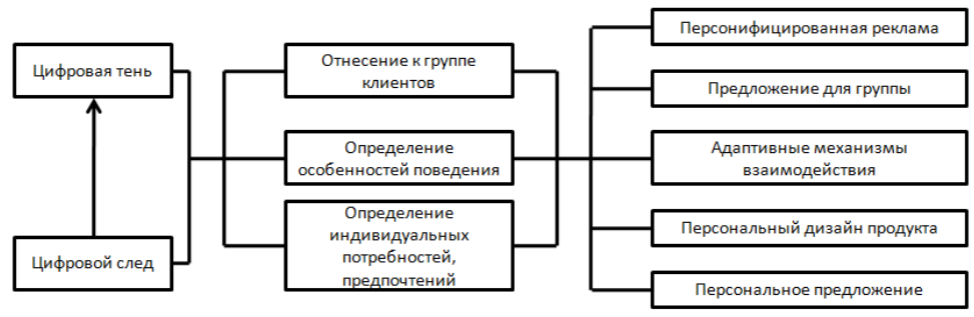 Цифровая тень
Цифровой след
Отнесение к группе
клиентов
Определение
особенностей поведения
Определение
индивидуальных
потребностей,
предпочтений
Персонифицированная реклама
Предложение для группы
Адаптивные механизмы
взаимодействия
Персональный дизайн продукта
Персональное предложение